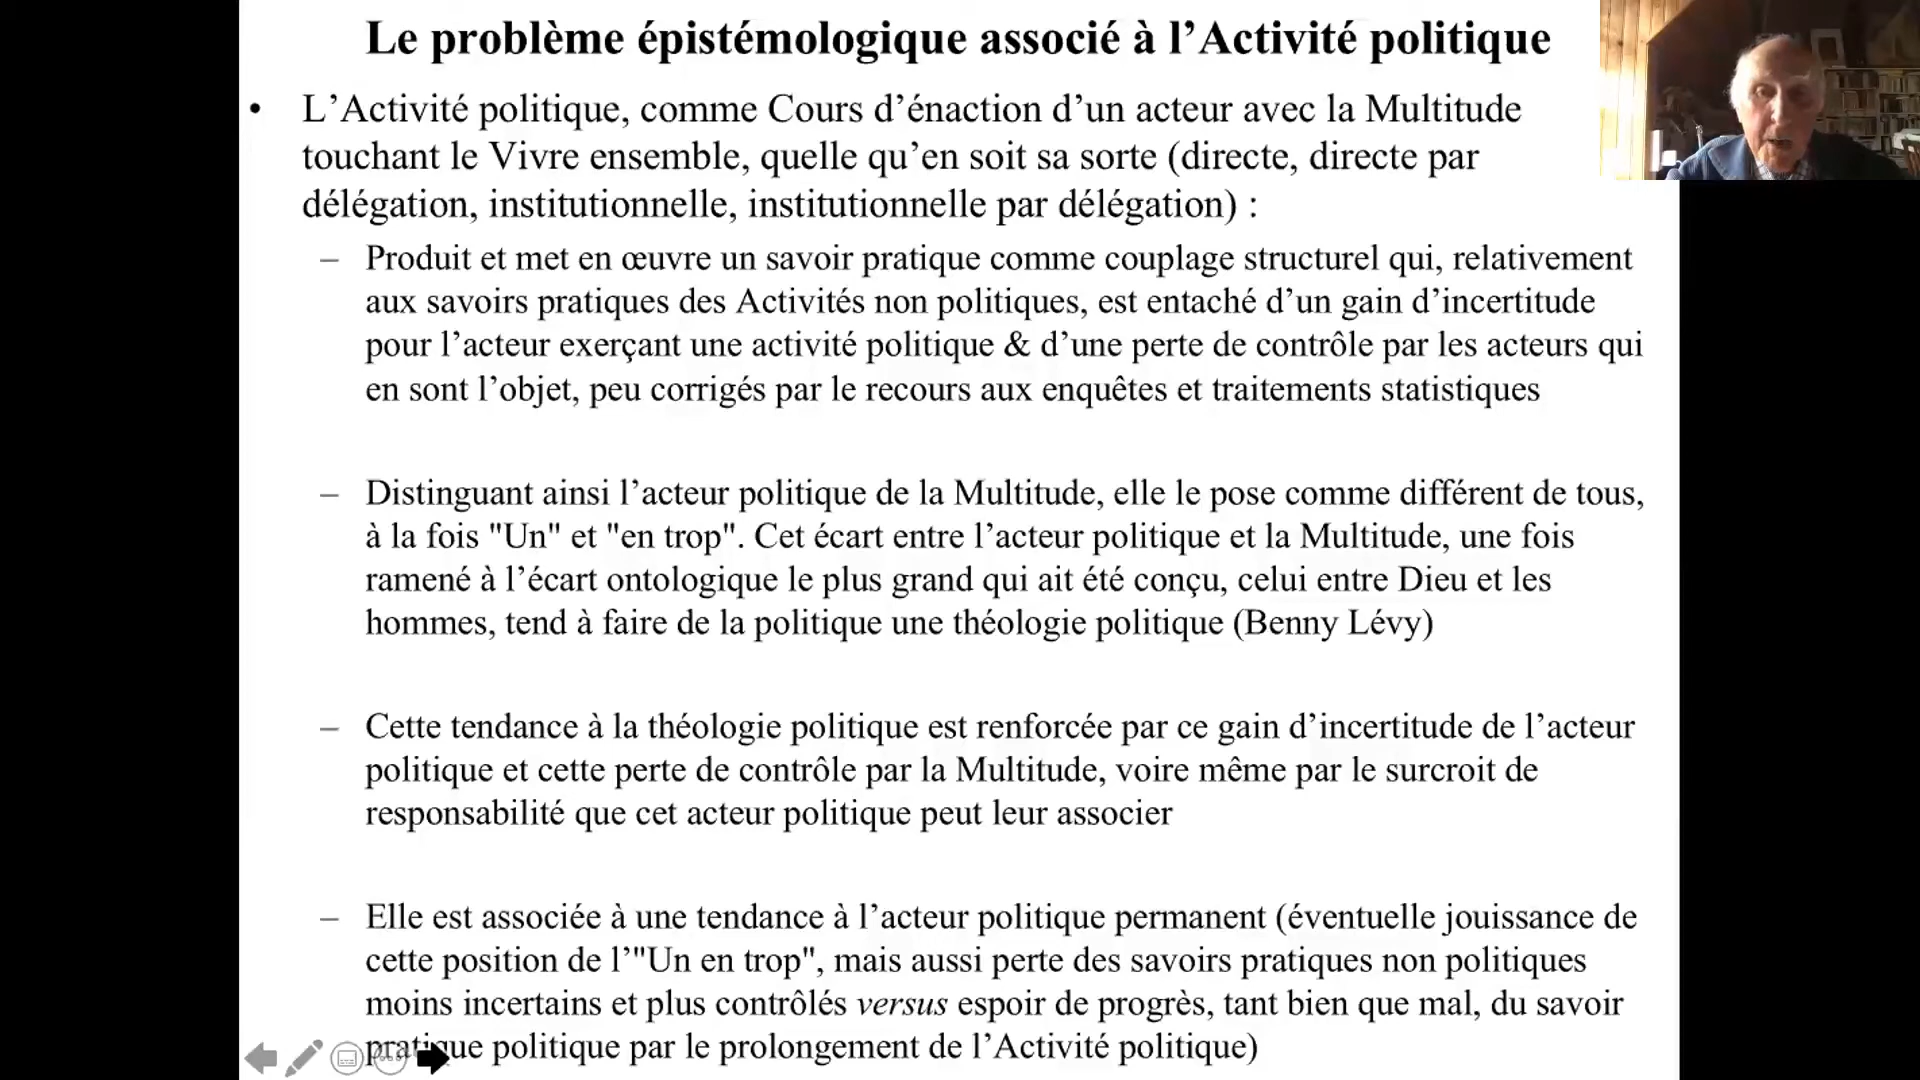 Le problème épistémologique associé à l’Activité politique
• L’Activité politique, comme Cours d’énaction d’un acteur avec la Multitude
touchant le Vivre ensemble, quelle qu’en soit sa sorte (directe, directe par
délégation, institutionnelle, institutionnelle par délégation) :
– Produit et met en œuvre un savoir pratique comme couplage structurel qui, relativement
aux savoirs pratiques des Activités non politiques, est entaché d’un gain d’incertitude
pour l’acteur exerçant une activité politique & d’une perte de contrôle par les acteurs qui
en sont l’objet, peu corrigés par le recours aux enquêtes et traitements statistiques
– Distinguant ainsi l’acteur politique de la Multitude, elle le pose comme différent de tous,
à la fois "Un" et "en trop". Cet écart entre l’acteur politique et la Multitude, une fois
ramené à l’écart ontologique le plus grand qui ait été conçu, celui entre Dieu et les
hommes, tend à faire de la politique une théologie politique (Benny Lévy)
– Cette tendance à la théologie politique est renforcée par ce gain d’incertitude de l’acteur
politique et cette perte de contrôle par la Multitude, voire même par le surcroit de
responsabilité que cet acteur politique peut leur associer
– Elle est associée à une tendance à l’acteur politique permanent (éventuelle jouissance de
cette position de l’"Un en trop", mais aussi perte des savoirs pratiques non politiques
moins incertains et plus contrôlés versus espoir de progrès, tant bien que mal, du savoir
pratique politique par le prolongement de l’Activité politique)